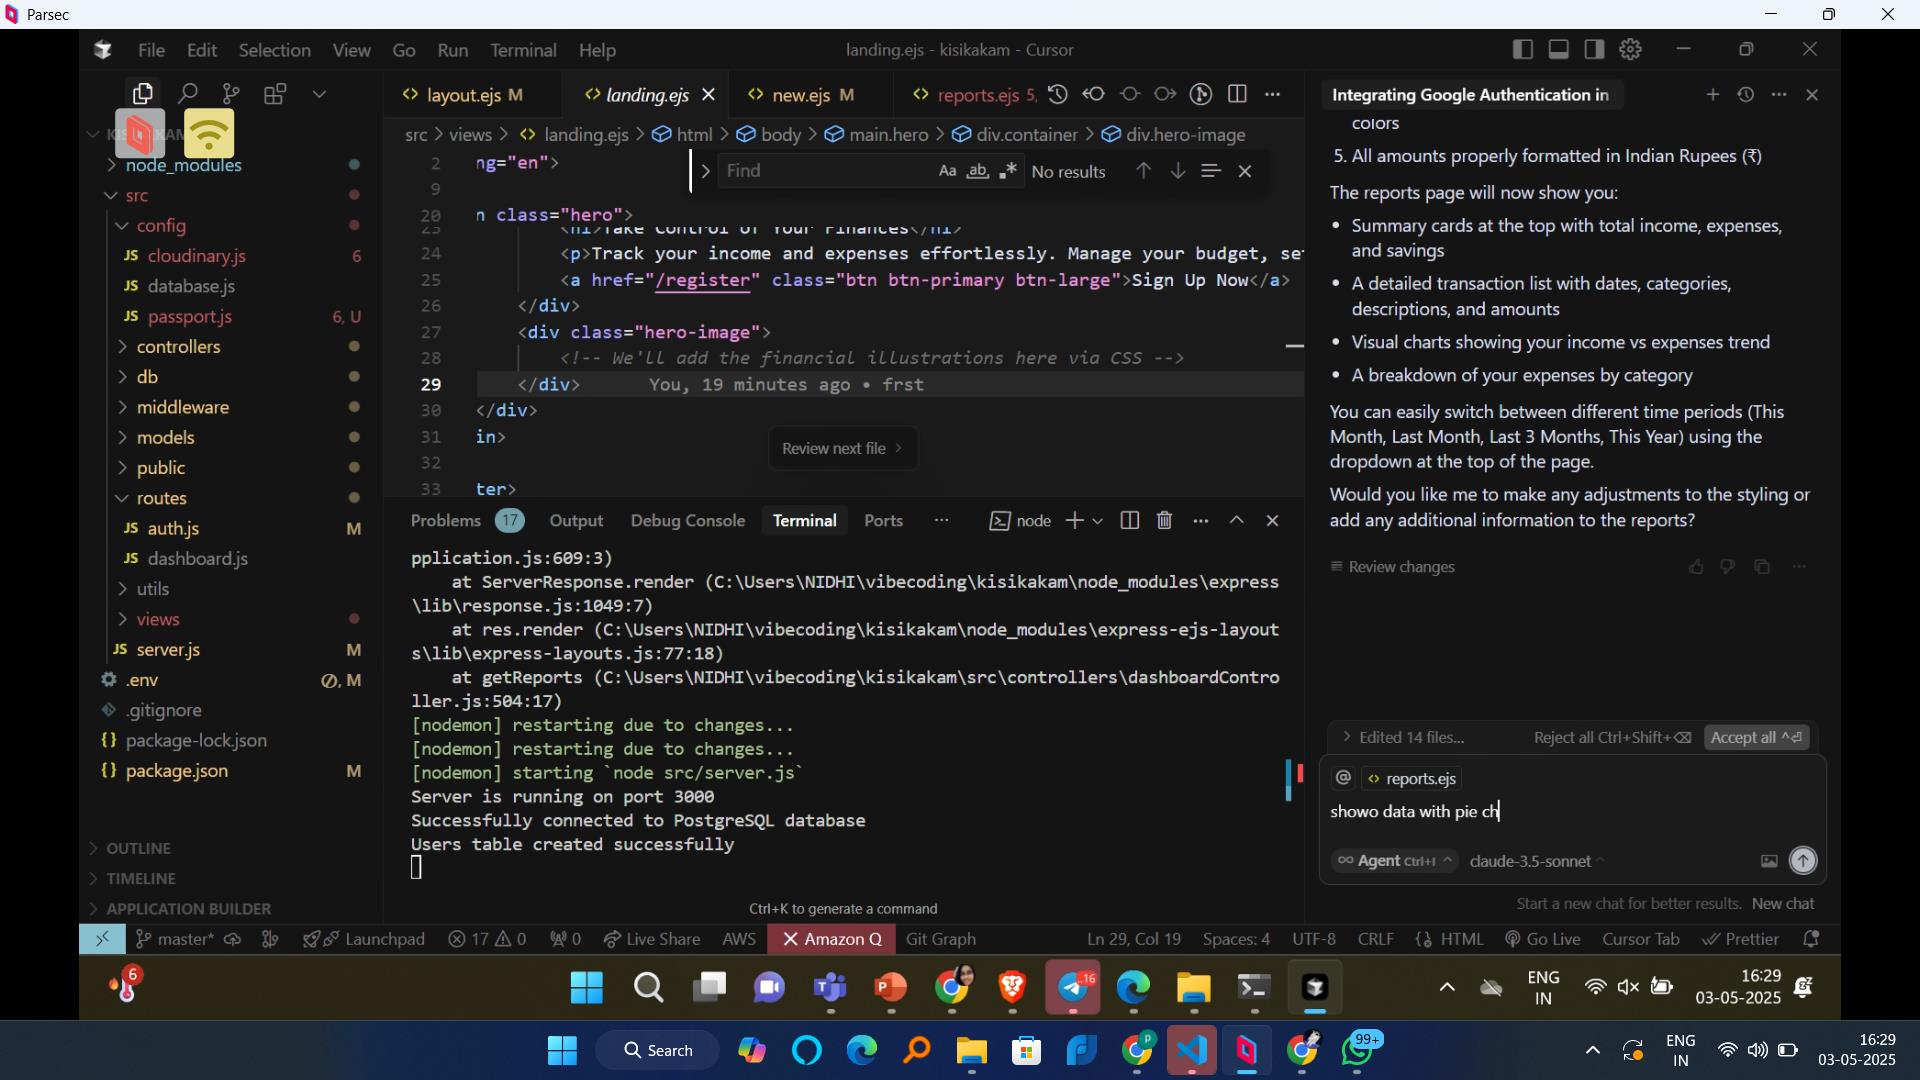 Parsec
File Edit Selection View Go Run Terminal Help
landing.ejs - kisikakam - Cursor
layout.ejs M
landing.ejs
new.ejs M
reports.ejs 5,
Integrating Google Authentication in
src > views > landing.ejs > html > body > main.hero > div.container > div.hero-image
node_modules
src
config
JS cloudinary.js 6
JS database.js
JS passport.js 6, U
controllers
db
middleware
models
public
routes
JS auth.js M
JS dashboard.js
utils
views
JS server.js M
.env M
.gitignore
{} package-lock.json
{} package.json M
OUTLINE
TIMELINE
APPLICATION BUILDER
Find Aa ab .* No results
2 ng="en">
9
20 n class="hero">
23 <h1>Take Control of Your Finances</h1>
24 <p>Track your income and expenses effortlessly. Manage your budget, se
25 <a href="/register" class="btn btn-primary btn-large">Sign Up Now</a>
26 </div>
27 <div class="hero-image">
28 <!-- We'll add the financial illustrations here via CSS -->
29 </div> You, 19 minutes ago • frst
30 </div>
31 in>
32
33 ter>
Review next file
Problems 17 Output Debug Console Terminal Ports ... node
pplication.js:609:3)
at ServerResponse.render (C:\Users\NIDHI\vibecoding\kisikakam\node_modules\express
\lib\response.js:1049:7)
at res.render (C:\Users\NIDHI\vibecoding\kisikakam\node_modules\express-ejs-layout
s\lib\express-layouts.js:77:18)
at getReports (C:\Users\NIDHI\vibecoding\kisikakam\src\controllers\dashboardContro
ller.js:504:17)
[nodemon] restarting due to changes...
[nodemon] restarting due to changes...
[nodemon] starting `node src/server.js`
Server is running on port 3000
Successfully connected to PostgreSQL database
Users table created successfully
Ctrl+K to generate a command
colors
5. All amounts properly formatted in Indian Rupees (₹)
The reports page will now show you:
• Summary cards at the top with total income, expenses,
and savings
• A detailed transaction list with dates, categories,
descriptions, and amounts
• Visual charts showing your income vs expenses trend
• A breakdown of your expenses by category
You can easily switch between different time periods (This
Month, Last Month, Last 3 Months, This Year) using the
dropdown at the top of the page.
Would you like me to make any adjustments to the styling or
add any additional information to the reports?
Review changes
Edited 14 files... Reject all Ctrl+Shift+⌫ Accept all ^⏎
@ reports.ejs
showo data with pie ch
∞ Agent Ctrl+I claude-3.5-sonnet
Start a new chat for better results. New chat
master* Launchpad 17 0 0 Live Share AWS Amazon Q Git Graph Ln 29, Col 19 Spaces: 4 UTF-8 CRLF {} HTML Go Live Cursor Tab Prettier
6
16
ENG
IN
16:29
03-05-2025
Search
P
99+
ENG
IN
16:29
03-05-2025